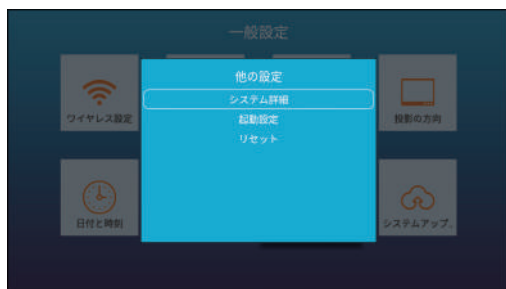 一般設定
他の設定
システム詳細
起動設定
リセット
ワイヤレス設定
投影の方向
日付と時刻
システムアップ..